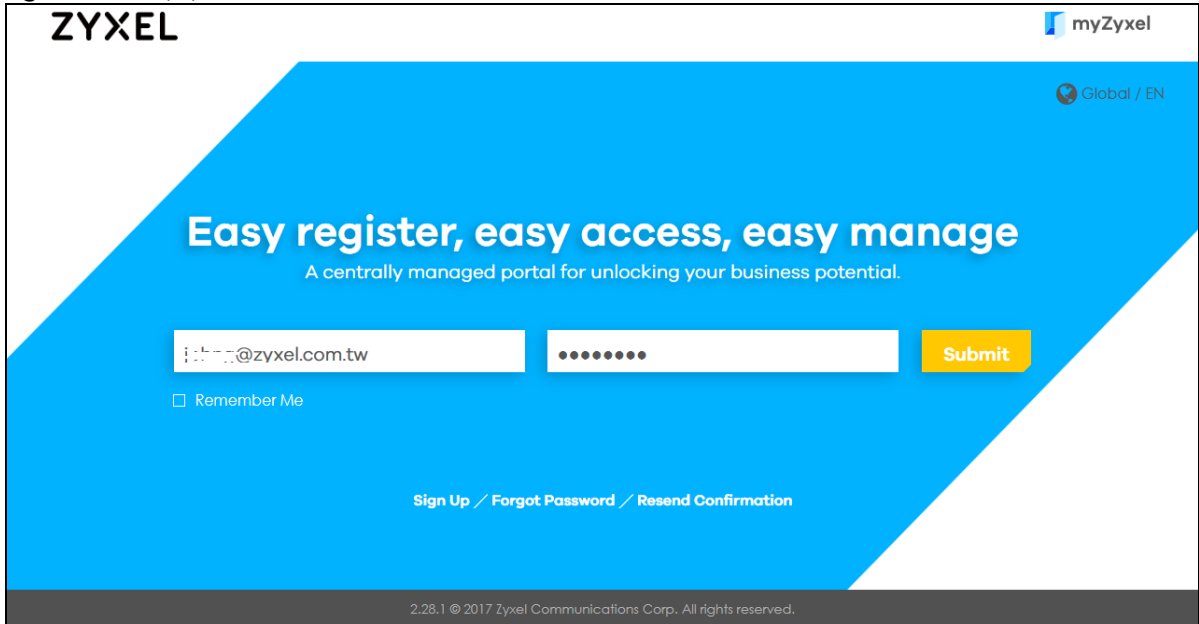 ZYXEL
myZyxel
Global / EN
Easy register, easy access, easy manage
A centrally managed portal for unlocking your business potential.
@zyxel.com.tw
••••••••
Submit
Remember Me
Sign Up / Forgot Password / Resend Confirmation
2.28.1 © 2017 Zyxel Communications Corp. All rights reserved.